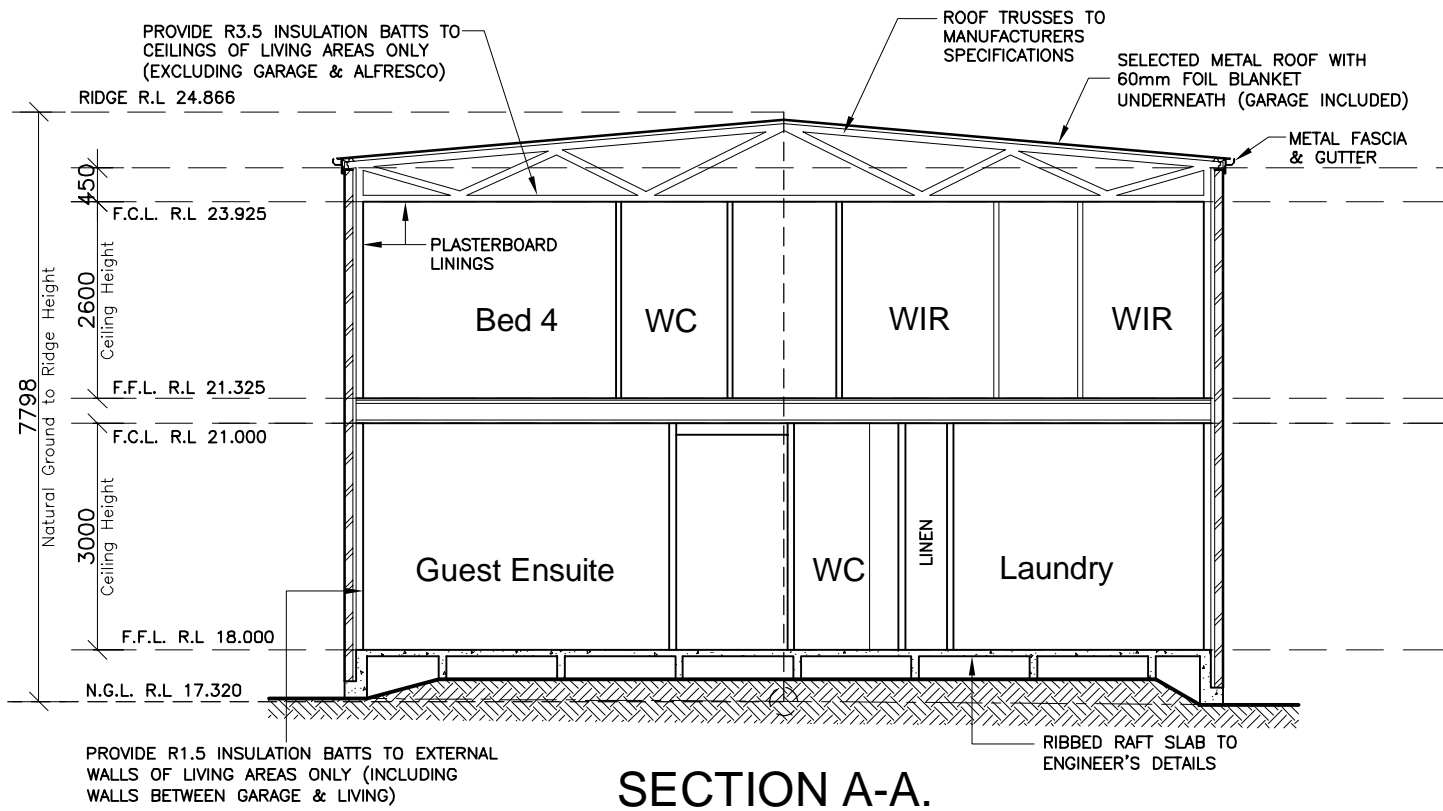 PROVIDE R3.5 INSULATION BATTS TO
CEILINGS OF LIVING AREAS ONLY
(EXCLUDING GARAGE & ALFRESCO)
ROOF TRUSSES TO
MANUFACTURERS
SPECIFICATIONS
SELECTED METAL ROOF WITH
60mm FOIL BLANKET
UNDERNEATH (GARAGE INCLUDED)
RIDGE R.L 24.866
METAL FASCIA
& GUTTER
450
F.C.L. R.L 23.925
PLASTERBOARD
LININGS
2600
Ceiling Height
Bed 4
WC
WIR
WIR
7798
Natural Ground to Ridge Height
F.F.L. R.L 21.325
F.C.L. R.L 21.000
3000
Ceiling Height
Guest Ensuite
WC
LINEN
Laundry
F.F.L. R.L 18.000
N.G.L. R.L 17.320
PROVIDE R1.5 INSULATION BATTS TO EXTERNAL
WALLS OF LIVING AREAS ONLY (INCLUDING
WALLS BETWEEN GARAGE & LIVING)
RIBBED RAFT SLAB TO
ENGINEER'S DETAILS
SECTION A-A.